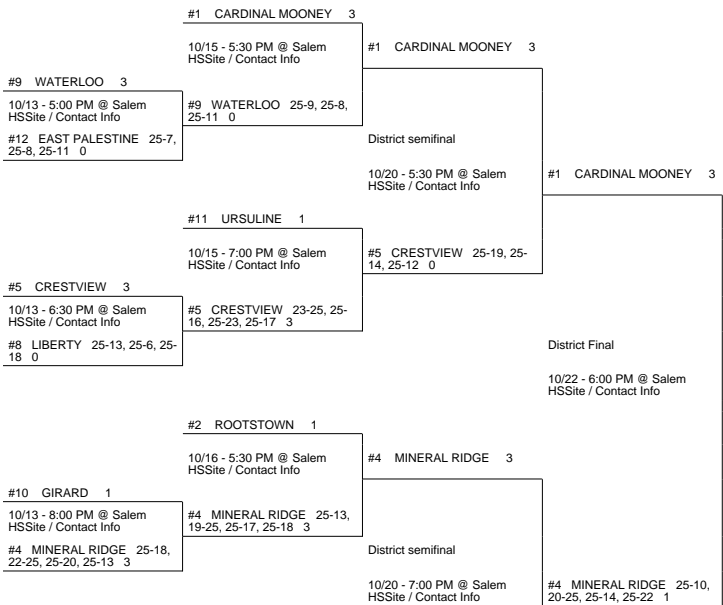 #1 CARDINAL MOONEY 3
10/15 - 5:30 PM @ Salem
HSSite / Contact Info
#1 CARDINAL MOONEY 3
#9 WATERLOO 3
10/13 - 5:00 PM @ Salem
HSSite / Contact Info
#9 WATERLOO 25-9, 25-8,
25-11 0
#12 EAST PALESTINE 25-7,
25-8, 25-11 0
District semifinal
10/20 - 5:30 PM @ Salem
HSSite / Contact Info
#1 CARDINAL MOONEY 3
#11 URSULINE 1
10/15 - 7:00 PM @ Salem
HSSite / Contact Info
#5 CRESTVIEW 25-19, 25-
14, 25-12 0
#5 CRESTVIEW 3
10/13 - 6:30 PM @ Salem
HSSite / Contact Info
#5 CRESTVIEW 23-25, 25-
16, 25-23, 25-17 3
#8 LIBERTY 25-13, 25-6, 25-
18 0
District Final
10/22 - 6:00 PM @ Salem
HSSite / Contact Info
#2 ROOTSTOWN 1
10/16 - 5:30 PM @ Salem
HSSite / Contact Info
#4 MINERAL RIDGE 3
#10 GIRARD 1
10/13 - 8:00 PM @ Salem
HSSite / Contact Info
#4 MINERAL RIDGE 25-13,
19-25, 25-17, 25-18 3
#4 MINERAL RIDGE 25-18,
22-25, 25-20, 25-13 3
District semifinal
10/20 - 7:00 PM @ Salem
HSSite / Contact Info
#4 MINERAL RIDGE 25-10,
20-25, 25-14, 25-22 1